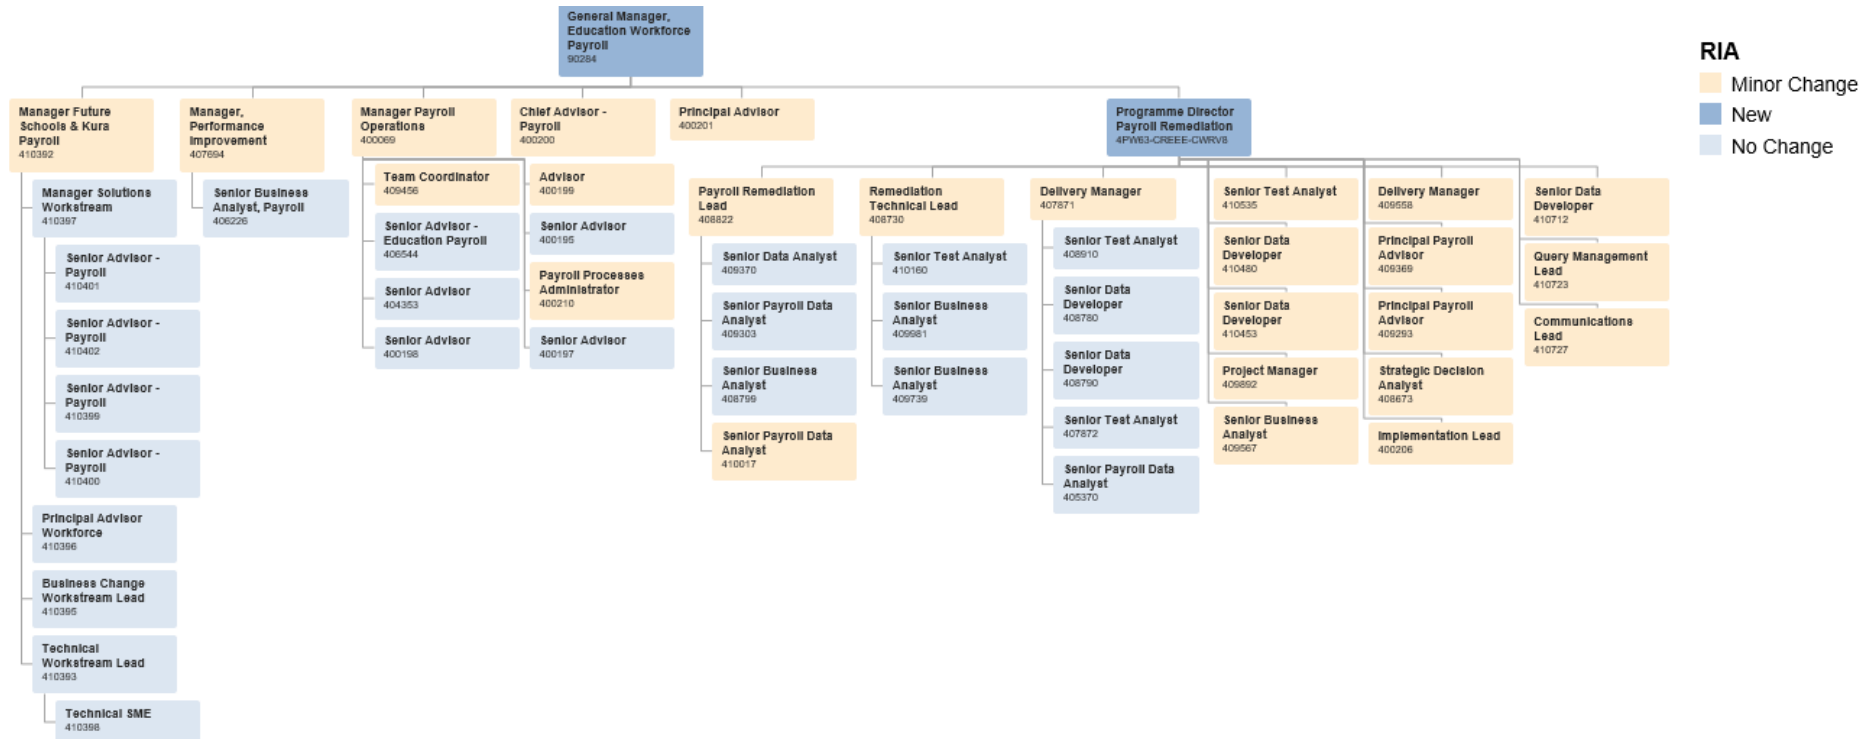 General Manager,
Education Workforce
Payroll
90284
RIA
Minor Change
New
No Change
Manager Future
Schools & Kura
Payroll
410392
Manager,
Performance
Improvement
407694
Manager Payroll
Operations
400069
Chief Advisor -
Payroll
400200
Principal Advisor
400201
Programme Director
Payroll Remediation
4PW63-CREEE-CWRV8
Manager Solutions
Workstream
410397
Senior Advisor -
Payroll
410401
Senior Advisor -
Payroll
410402
Senior Advisor -
Payroll
410399
Senior Advisor -
Payroll
410400
Principal Advisor
Workforce
410396
Business Change
Workstream Lead
410395
Technical
Workstream Lead
410393
Technical SME
410398
Senior Business
Analyst, Payroll
406226
Team Coordinator
409456
Senior Advisor -
Education Payroll
406544
Senior Advisor
404353
Senior Advisor
400198
Advisor
400199
Senior Advisor
400195
Payroll Processes
Administrator
400210
Senior Advisor
400197
Payroll Remediation
Lead
408822
Senior Data Analyst
409370
Senior Payroll Data
Analyst
409303
Senior Business
Analyst
408799
Senior Payroll Data
Analyst
410017
Remediation
Technical Lead
408730
Senior Test Analyst
410160
Senior Business
Analyst
409981
Senior Business
Analyst
409739
Delivery Manager
407871
Senior Test Analyst
408910
Senior Data
Developer
408780
Senior Data
Developer
408790
Senior Test Analyst
407872
Senior Payroll Data
Analyst
405370
Senior Test Analyst
410535
Senior Data
Developer
410480
Senior Data
Developer
410453
Project Manager
409892
Senior Business
Analyst
409567
Delivery Manager
409558
Principal Payroll
Advisor
409369
Principal Payroll
Advisor
409293
Strategic Decision
Analyst
408673
Implementation Lead
400206
Senior Data
Developer
410712
Query Management
Lead
410723
Communications
Lead
410727